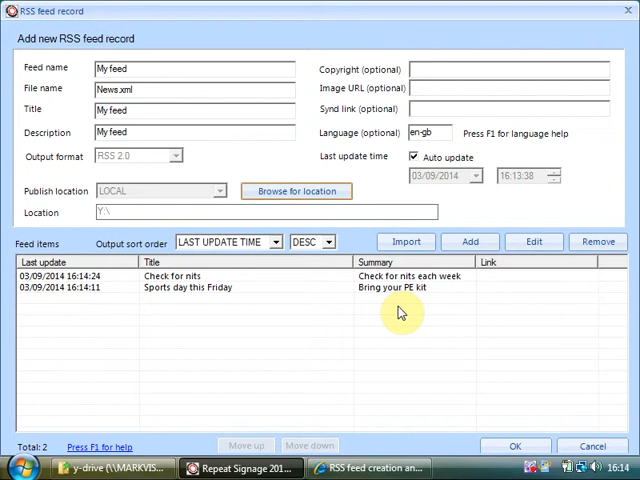 RSS feed record
Add new RSS feed record
Feed name My feed Copyright (optional)
File name News.xml Image URL (optional)
Title My feed Synd link (optional)
Description My feed Language (optional) en-gb Press F1 for language help
Output format RSS 2.0 Last update time Auto update
03/09/2014 16:13:38
Publish location LOCAL Browse for location
Location Y:\
Feed items Output sort order LAST UPDATE TIME DESC Import Add Edit Remove
Last update Title Summary Link
03/09/2014 16:14:24 Check for nits Check for nits each week
03/09/2014 16:14:11 Sports day this Friday Bring your PE kit
Total: 2 Press F1 for help Move up Move down OK Cancel
y-drive (\\MARKVIS... Repeat Signage 201... RSS feed creation an... 16:14